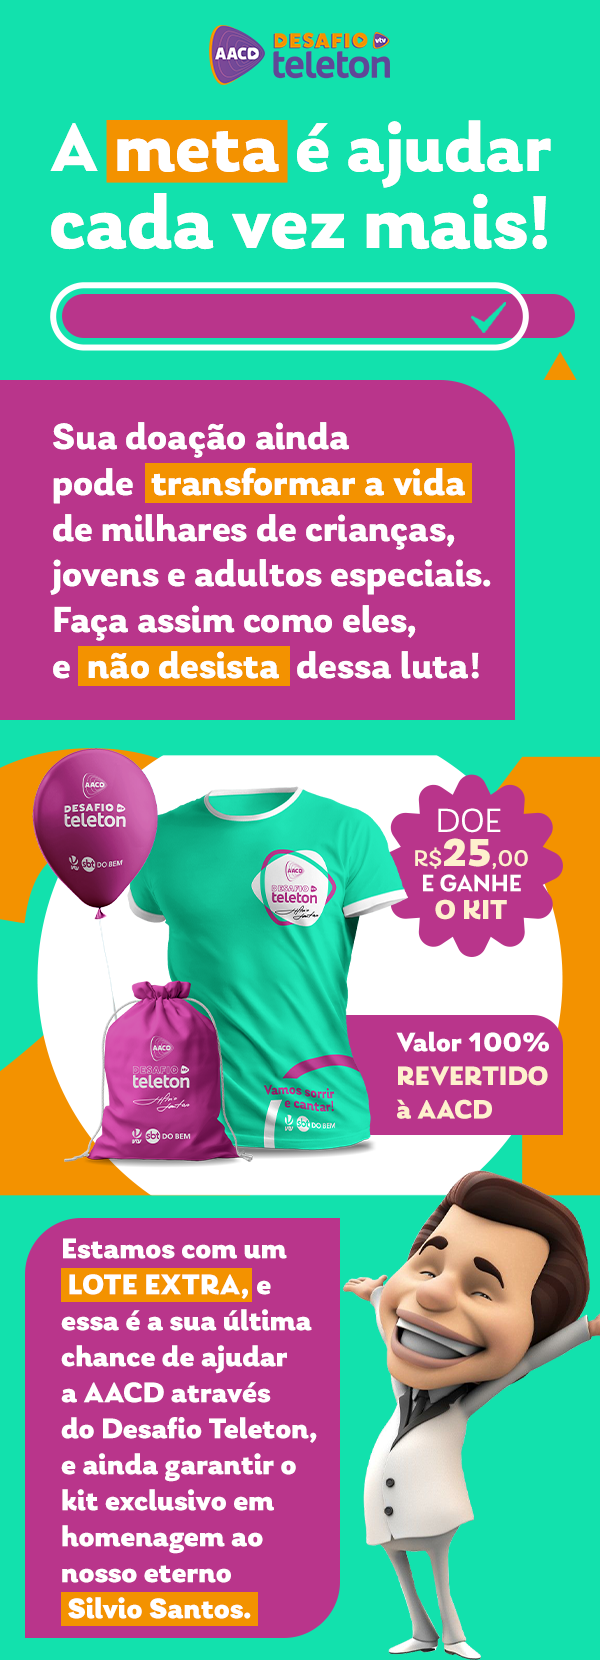 AACD
DESAFIO vtv
teleton
A meta é ajudar
cada vez mais!
Sua doação ainda
pode transformar a vida
de milhares de crianças,
jovens e adultos especiais.
Faça assim como eles,
e não desista dessa luta!
AACD
DESAFIO
teleton
vtv sbt DO BEM
AACD
DESAFIO
teleton
Vamos sorrir
e cantar!
vtv sbt DO BEM
DOE
R$25,00
E GANHE
O KIT
AACD
DESAFIO
teleton
vtv sbt DO BEM
Valor 100%
REVERTIDO
à AACD
Estamos com um
LOTE EXTRA, e
essa é a sua última
chance de ajudar
a AACD através
do Desafio Teleton,
e ainda garantir o
kit exclusivo em
homenagem ao
nosso eterno
Silvio Santos.